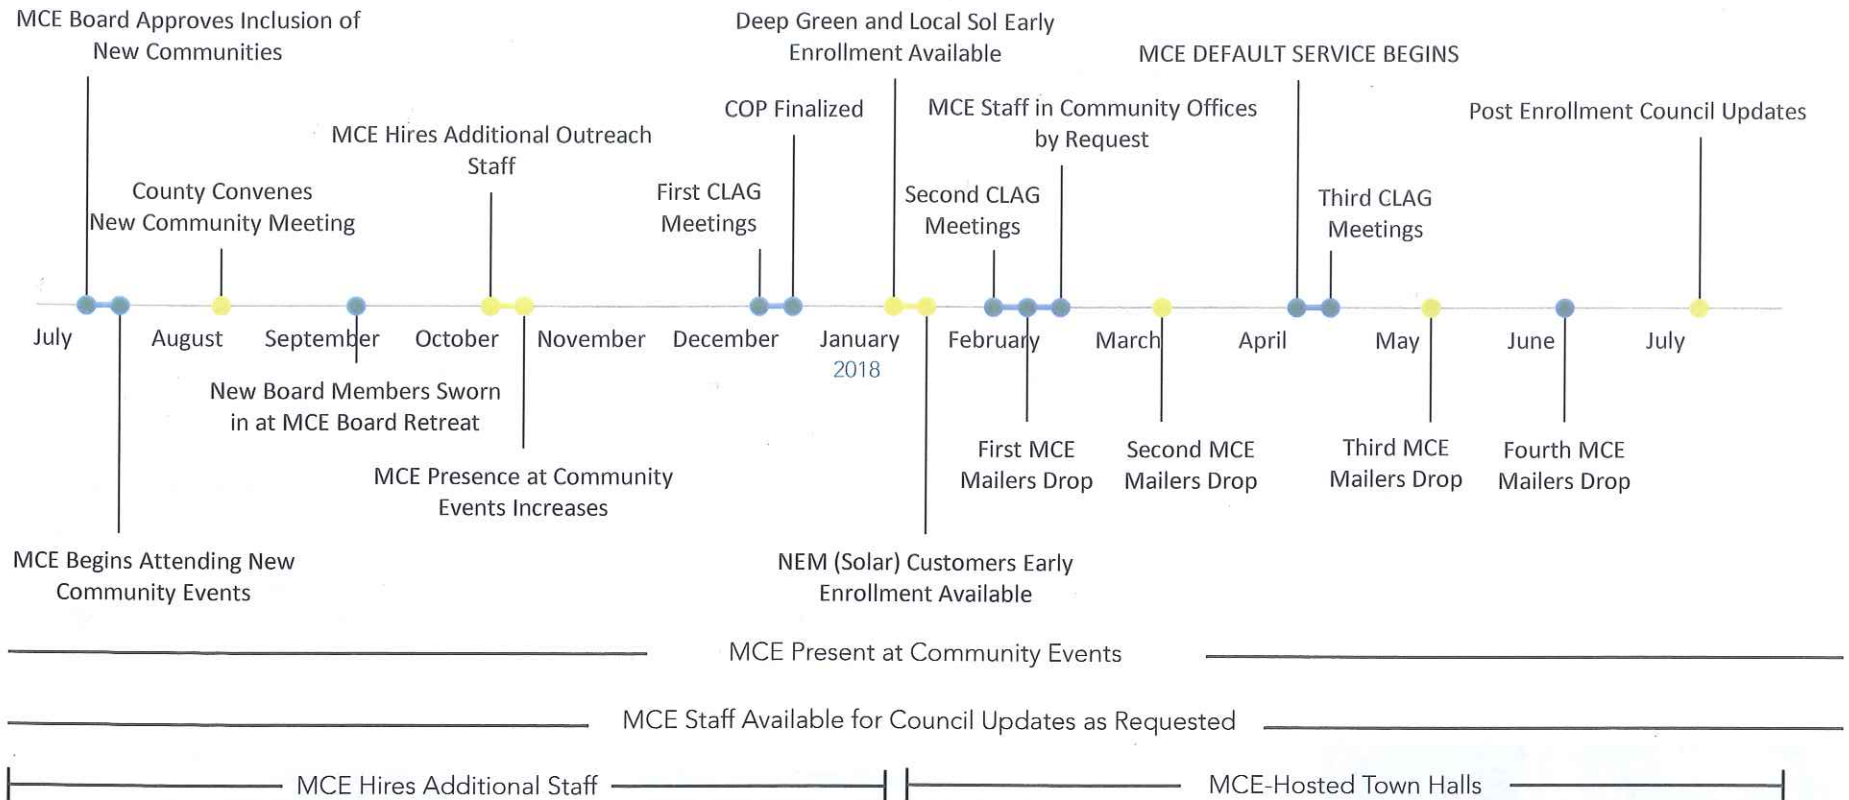 MCE Board Approves Inclusion of
New Communities
Deep Green and Local Sol Early
Enrollment Available
MCE DEFAULT SERVICE BEGINS
COP Finalized
MCE Staff in Community Offices
by Request
Post Enrollment Council Updates
MCE Hires Additional Outreach
Staff
County Convenes
New Community Meeting
First CLAG
Meetings
Second CLAG
Meetings
Third CLAG
Meetings
July August September October November December January February March April May June July
2018
New Board Members Sworn
in at MCE Board Retreat
MCE Presence at Community
Events Increases
First MCE
Mailers Drop
Second MCE
Mailers Drop
Third MCE
Mailers Drop
Fourth MCE
Mailers Drop
MCE Begins Attending New
Community Events
NEM (Solar) Customers Early
Enrollment Available
MCE Present at Community Events
MCE Staff Available for Council Updates as Requested
MCE Hires Additional Staff
MCE-Hosted Town Halls